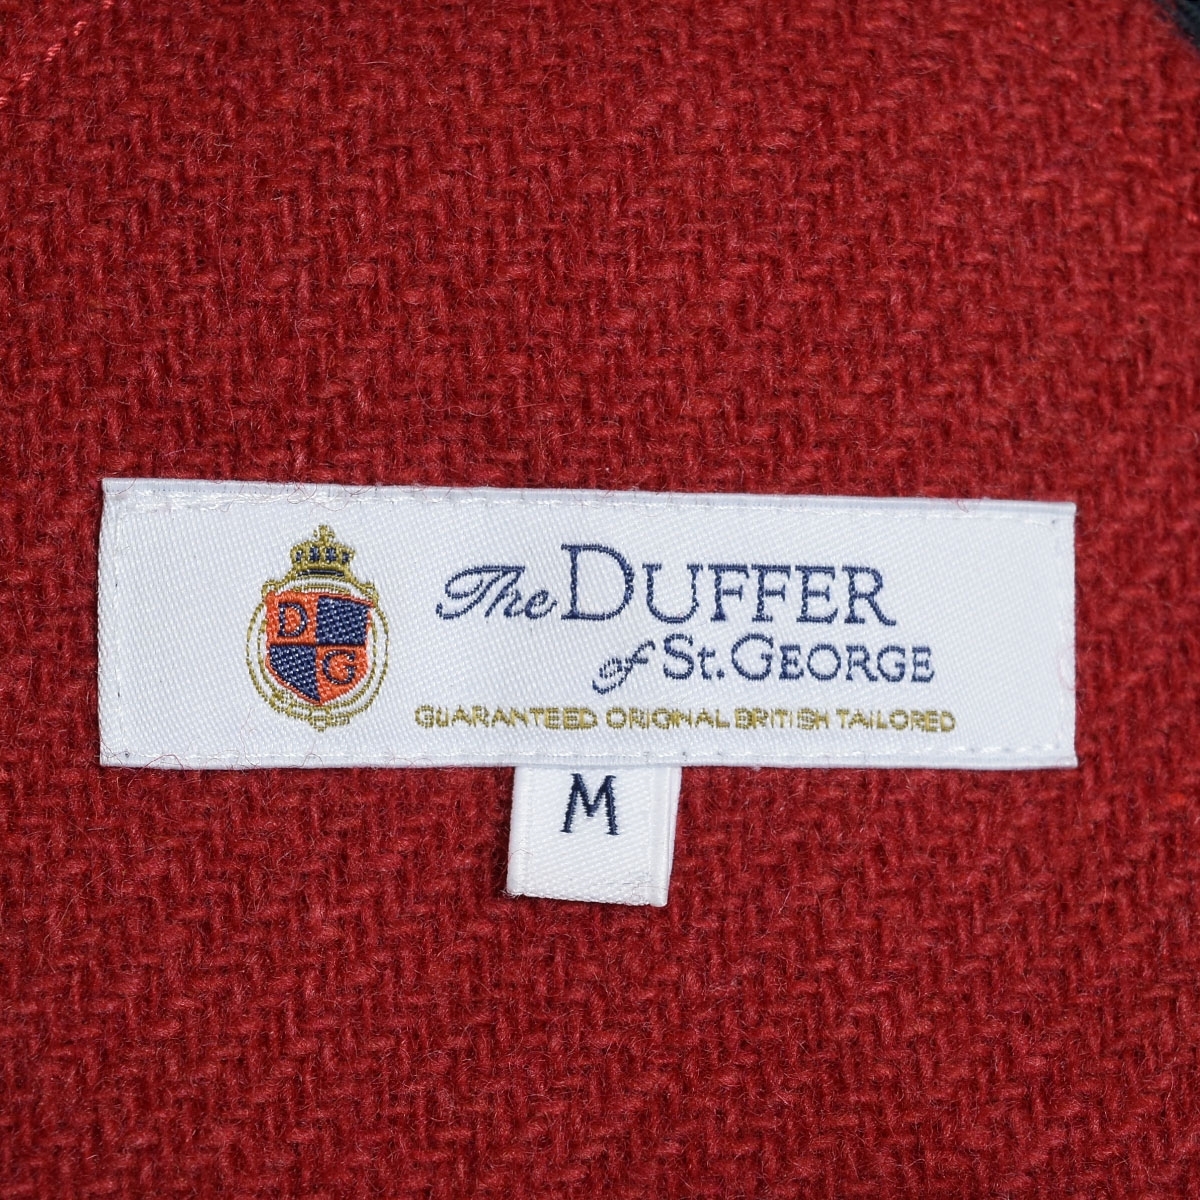 D
G
The DUFFER
of St. GEORGE
GUARANTEED ORIGINAL BRITISH TAILORED
M